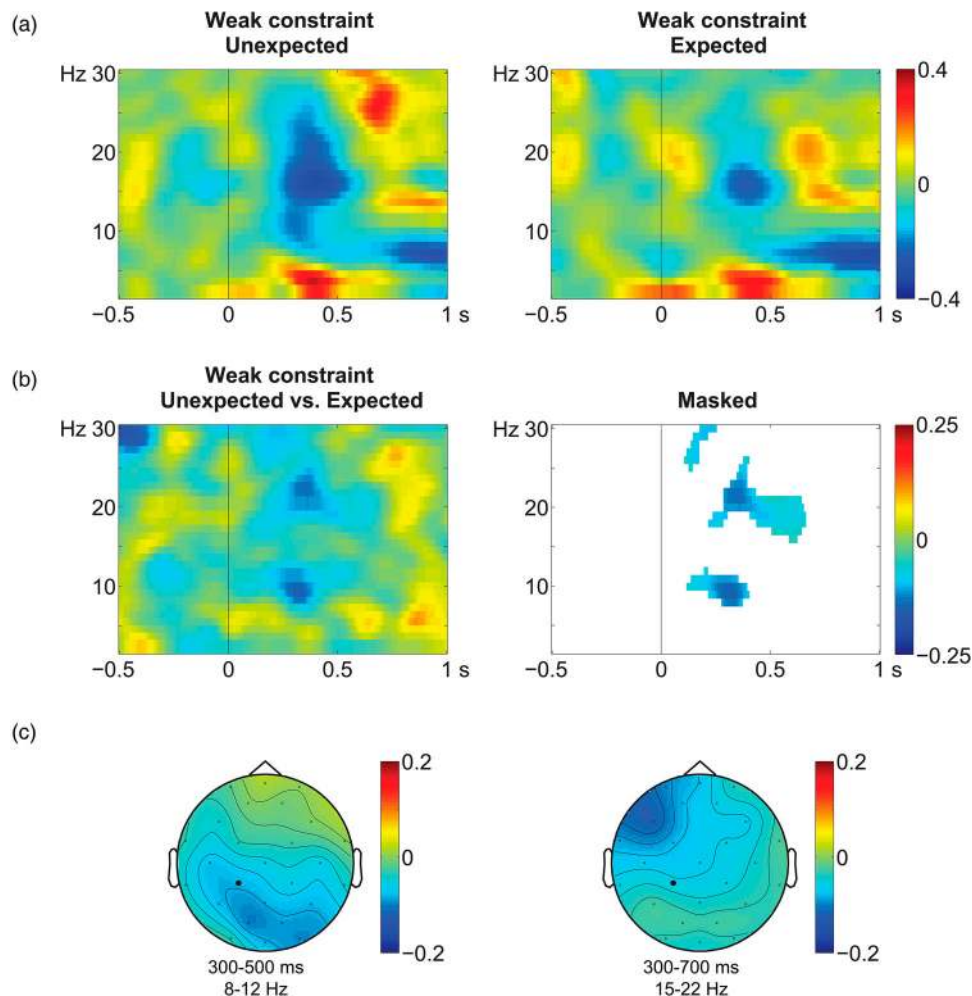 (a)
Weak constraint
Unexpected
Weak constraint
Expected
Hz 30
20
10
−0.5 0 0.5 1 s
Hz 30
20
10
−0.5 0 0.5 1 s
0.4
0
−0.4
(b)
Weak constraint
Unexpected vs. Expected
Masked
Hz 30
20
10
−0.5 0 0.5 1 s
Hz 30
20
10
−0.5 0 0.5 1 s
0.25
0
−0.25
(c)
0.2
0
−0.2
300-500 ms
8-12 Hz
0.2
0
−0.2
300-700 ms
15-22 Hz